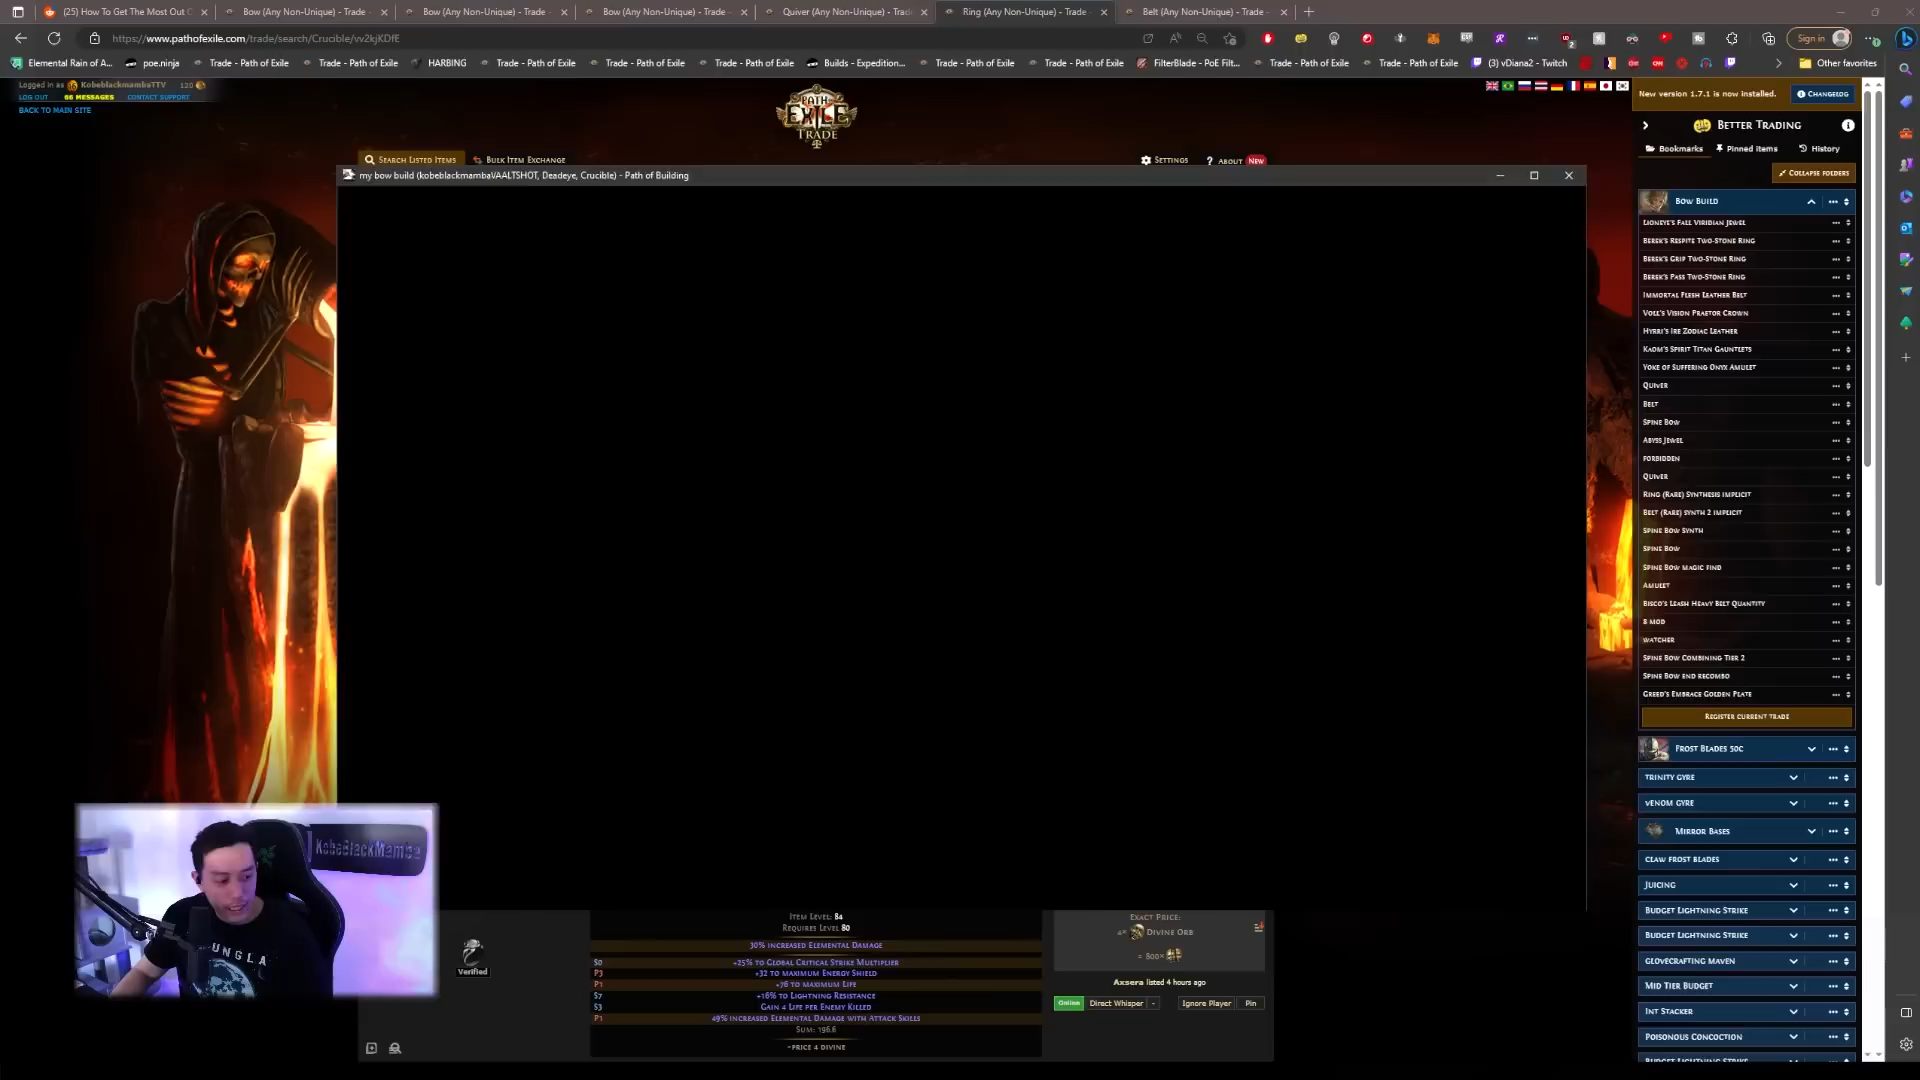 (25) How To Get The Most Out O
Bow (Any Non-Unique) - Trade -
Bow (Any Non-Unique) - Trade -
Bow (Any Non-Unique) - Trade -
Quiver (Any Non-Unique) - Trade
Ring (Any Non-Unique) - Trade -
Belt (Any Non-Unique) - Trade -
https://www.pathofexile.com/trade/search/Crucible/vv2kjKDfE
Sign in
Elemental Rain of A...
poe.ninja
Trade - Path of Exile
Trade - Path of Exile
HARBING
Trade - Path of Exile
Trade - Path of Exile
Trade - Path of Exile
Builds - Expedition...
Trade - Path of Exile
Trade - Path of Exile
FilterBlade - PoE Filt...
Trade - Path of Exile
Trade - Path of Exile
(3) vDiana2 - Twitch
Other favorites
Logged in as KobeblackmambaTTV 120
LOG OUT 66 MESSAGES CONTACT SUPPORT
BACK TO MAIN SITE
PATH OF EXILE
TRADE
Search Listed Items
Bulk Item Exchange
Settings
? About New
my bow build (kobeblackmambaVAALTSHOT, Deadeye, Crucible) - Path of Building
New version 1.7.1 is now installed.
Changelog
Better Trading
Bookmarks
Pinned items
History
Collapse folders
Bow Build
Lioneye's Fall Viridian Jewel
Berek's Respite Two-Stone Ring
Berek's Grip Two-Stone Ring
Berek's Pass Two-Stone Ring
Immortal Flesh Leather Belt
Voll's Vision Praetor Crown
Hyrri's Ire Zodiac Leather
Kaom's Spirit Titan Gauntlets
Yoke of Suffering Onyx Amulet
Quiver
Belt
Spine Bow
Abyss Jewel
Forbidden
Quiver
Ring (Rare) Synthesis implicit
Belt (Rare) synth 2 implicit
Spine Bow Synth
Spine Bow
Spine Bow magic find
Amulet
Bisco's Leash Heavy Belt Quantity
8 mod
watcher
Spine Bow Combining Tier 2
Spine Bow end recombo
Greed's Embrace Golden Plate
Register current trade
Frost Blades 50c
Trinity Gyre
Venom Gyre
Mirror Bases
Claw Frost Blades
Juicing
Budget Lightning Strike
Budget Lightning Strike
Glovecrafting Maven
Mid Tier Budget
Int Stacker
Poisonous Concoction
Budget Lightning Strike
KobeBlackMamba
UNGLA
Verified
Item Level: 84
Requires Level 80
30% increased Elemental Damage
S0 +25% to Global Critical Strike Multiplier
P3 +32 to maximum Energy Shield
P1 +76 to maximum Life
S7 +16% to Lightning Resistance
S3 Gain 4 Life per Enemy Killed
P1 49% increased Elemental Damage with Attack Skills
Sum: 196.6
~price 4 divine
Exact Price:
4× Divine Orb
= 800×
Axsera listed 4 hours ago
Online
Direct Whisper
Ignore Player
Pin